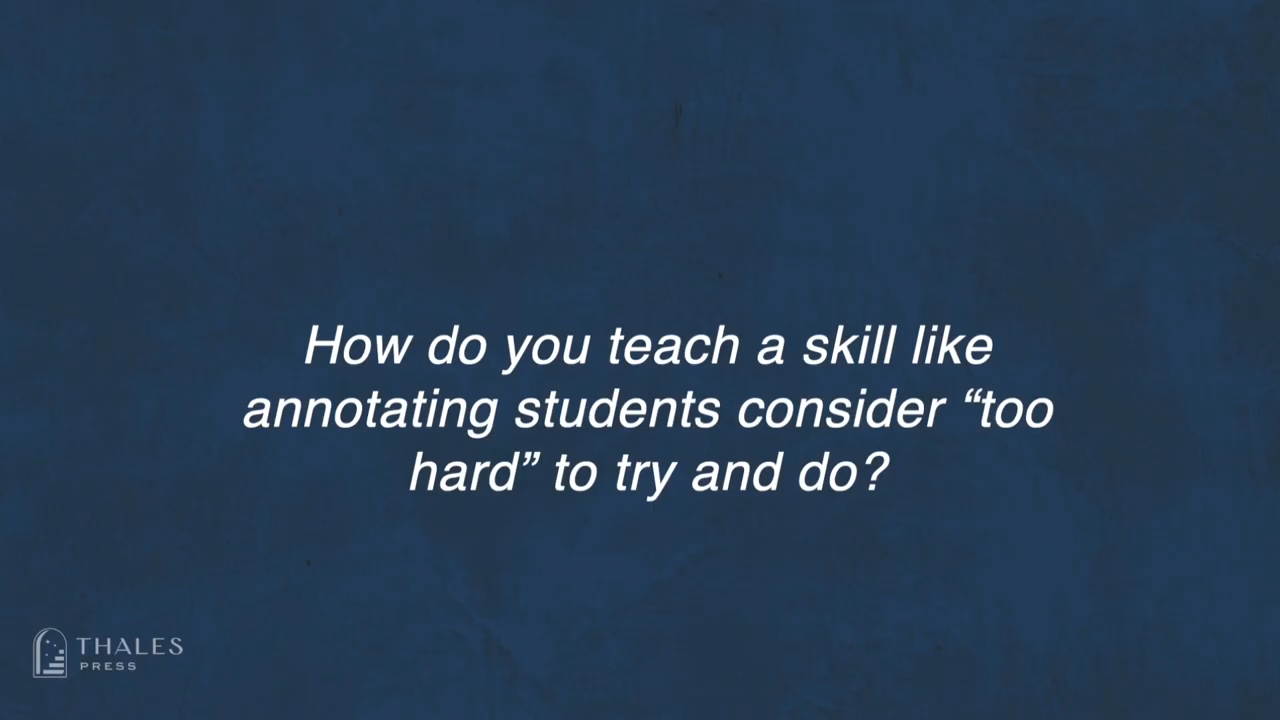 How do you teach a skill like
annotating students consider “too
hard” to try and do?
THALES
PRESS